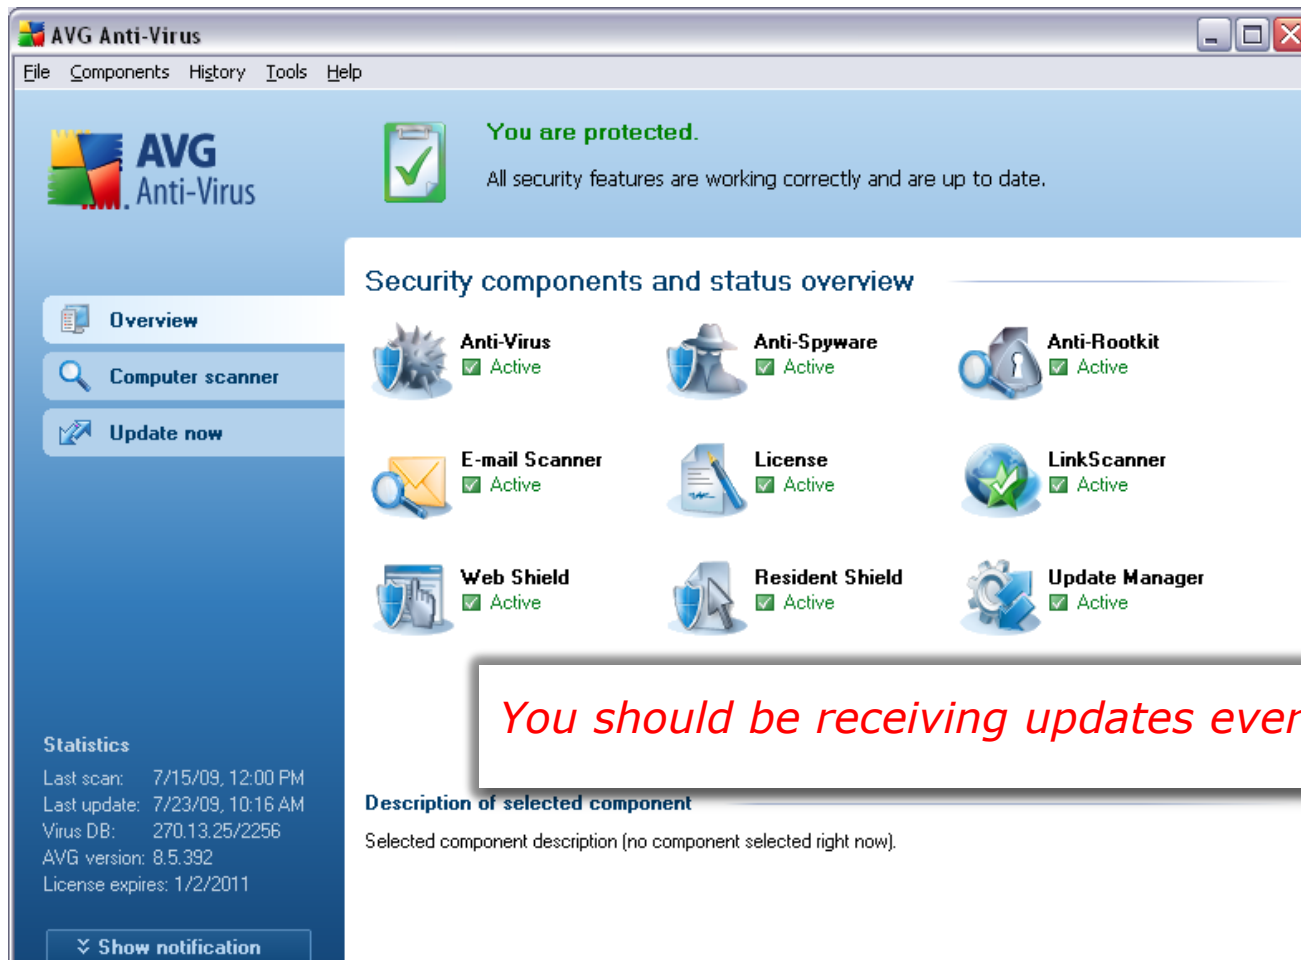 AVG Anti-Virus
File Components History Tools Help
AVG
Anti-Virus
You are protected.
All security features are working correctly and are up to date.
Overview
Computer scanner
Update now
Security components and status overview
Anti-Virus
Active
Anti-Spyware
Active
Anti-Rootkit
Active
E-mail Scanner
Active
License
Active
LinkScanner
Active
Web Shield
Active
Resident Shield
Active
Update Manager
Active
You should be receiving updates ever
Statistics
Last scan: 7/15/09, 12:00 PM
Last update: 7/23/09, 10:16 AM
Virus DB: 270.13.25/2256
AVG version: 8.5.392
License expires: 1/2/2011
Show notification
Description of selected component
Selected component description (no component selected right now).